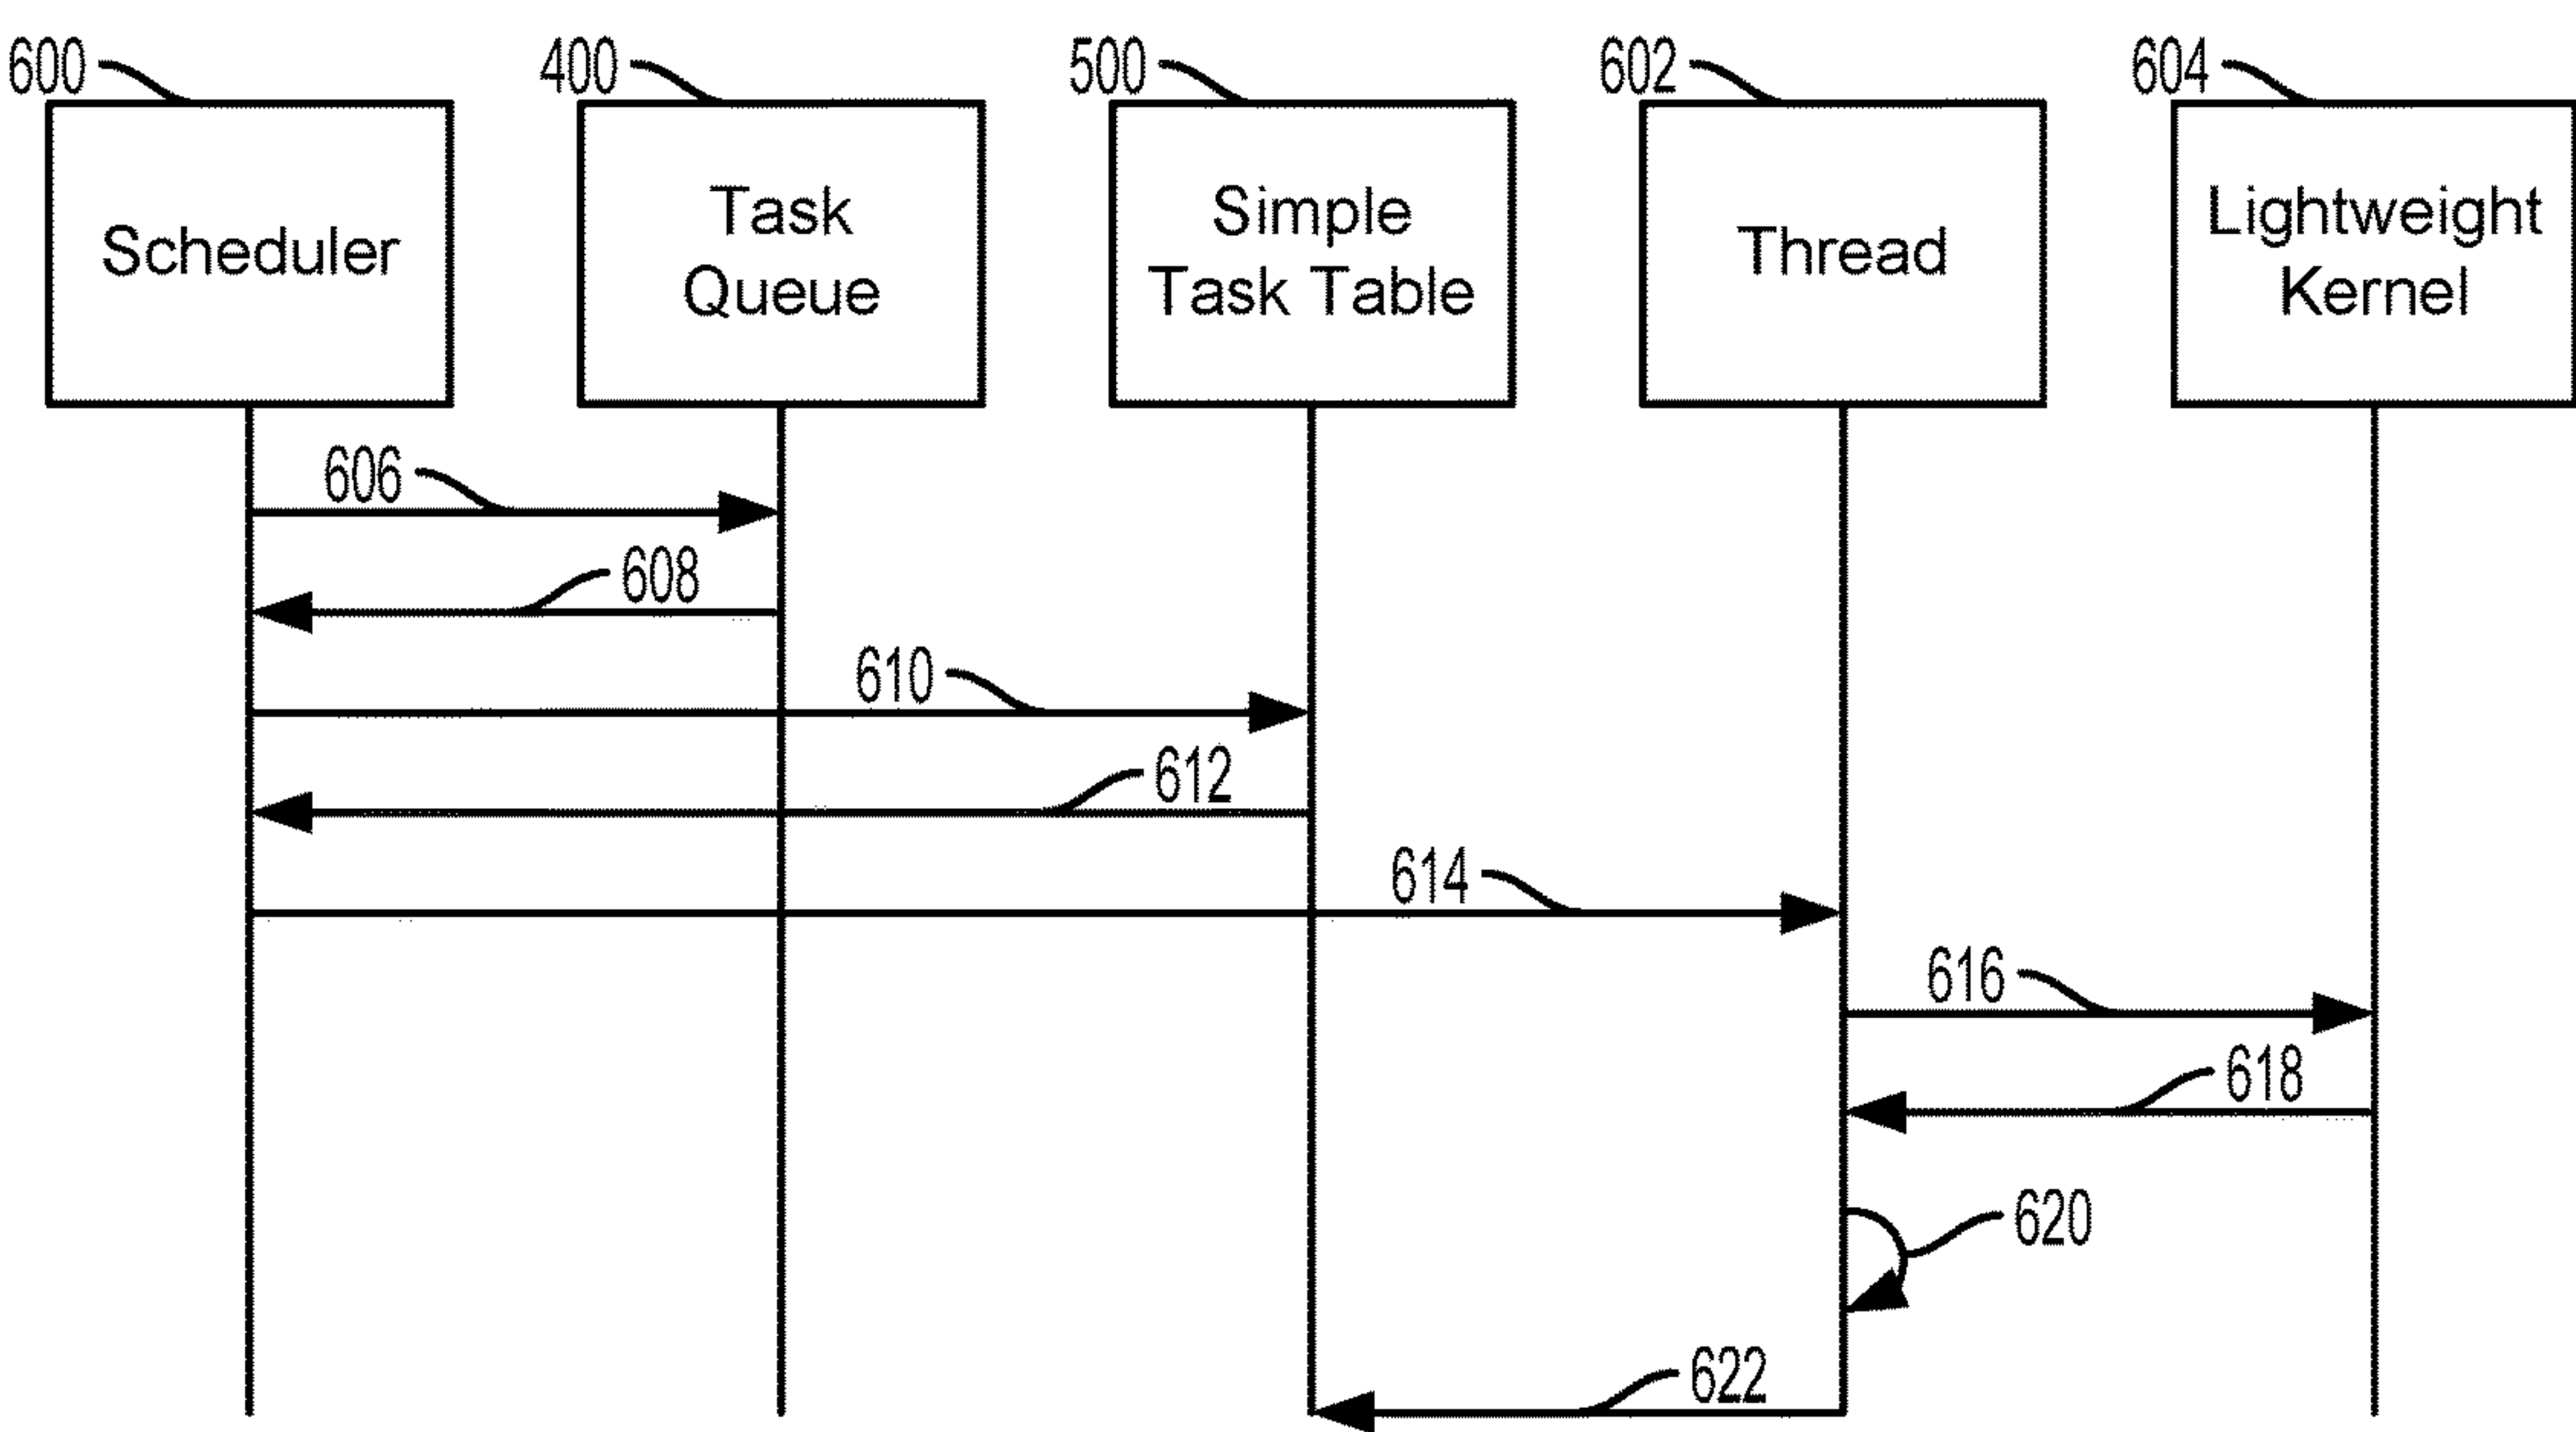 600
400
500
602
604
Scheduler
Task
Queue
Simple
Task Table
Thread
Lightweight
Kernel
606
608
610
612
614
616
618
620
622